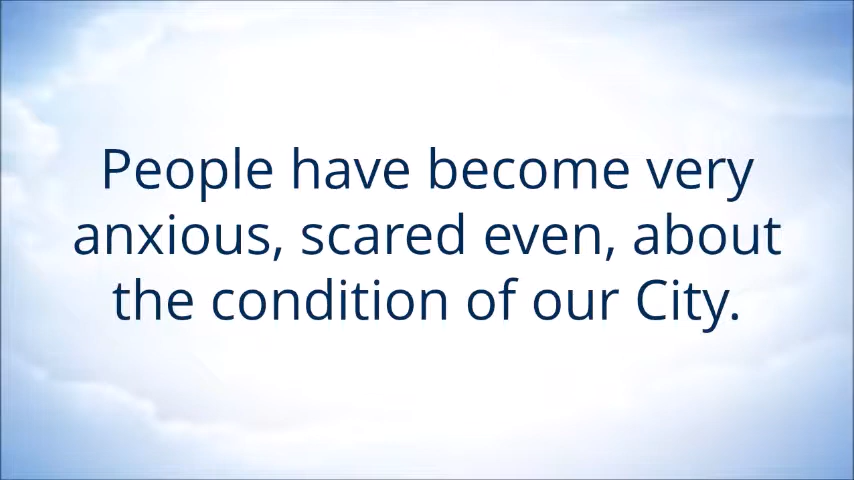 People have become very
anxious, scared even, about
the condition of our City.